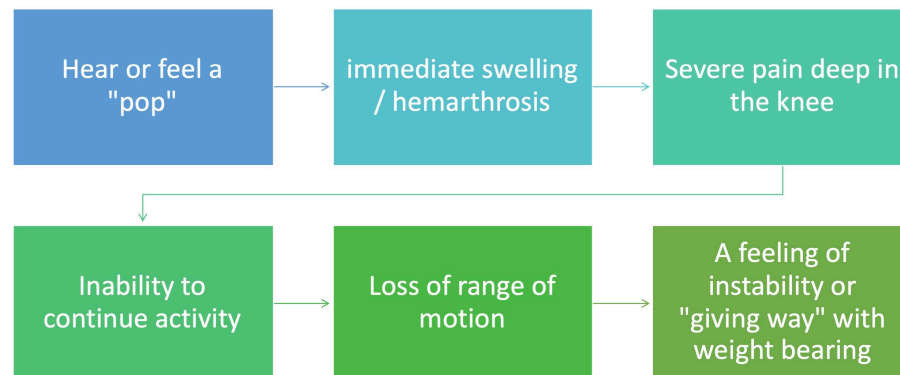 Hear or feel a
"pop"
immediate swelling
/ hemarthrosis
Severe pain deep in
the knee
Inability to
continue activity
Loss of range of
motion
A feeling of
instability or
"giving way" with
weight bearing